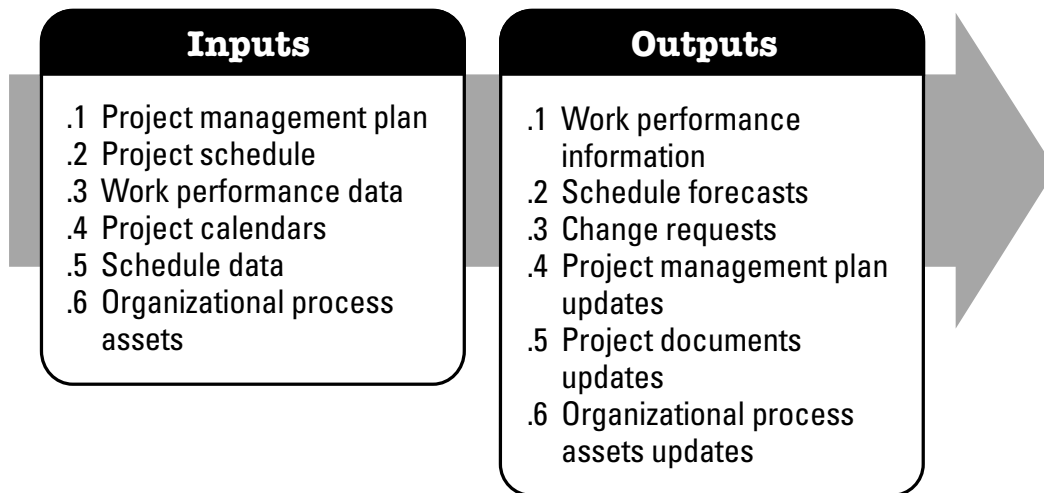 Inputs
.1 Project management plan
.2 Project schedule
.3 Work performance data
.4 Project calendars
.5 Schedule data
.6 Organizational process
assets
Outputs
.1 Work performance
information
.2 Schedule forecasts
.3 Change requests
.4 Project management plan
updates
.5 Project documents
updates
.6 Organizational process
assets updates